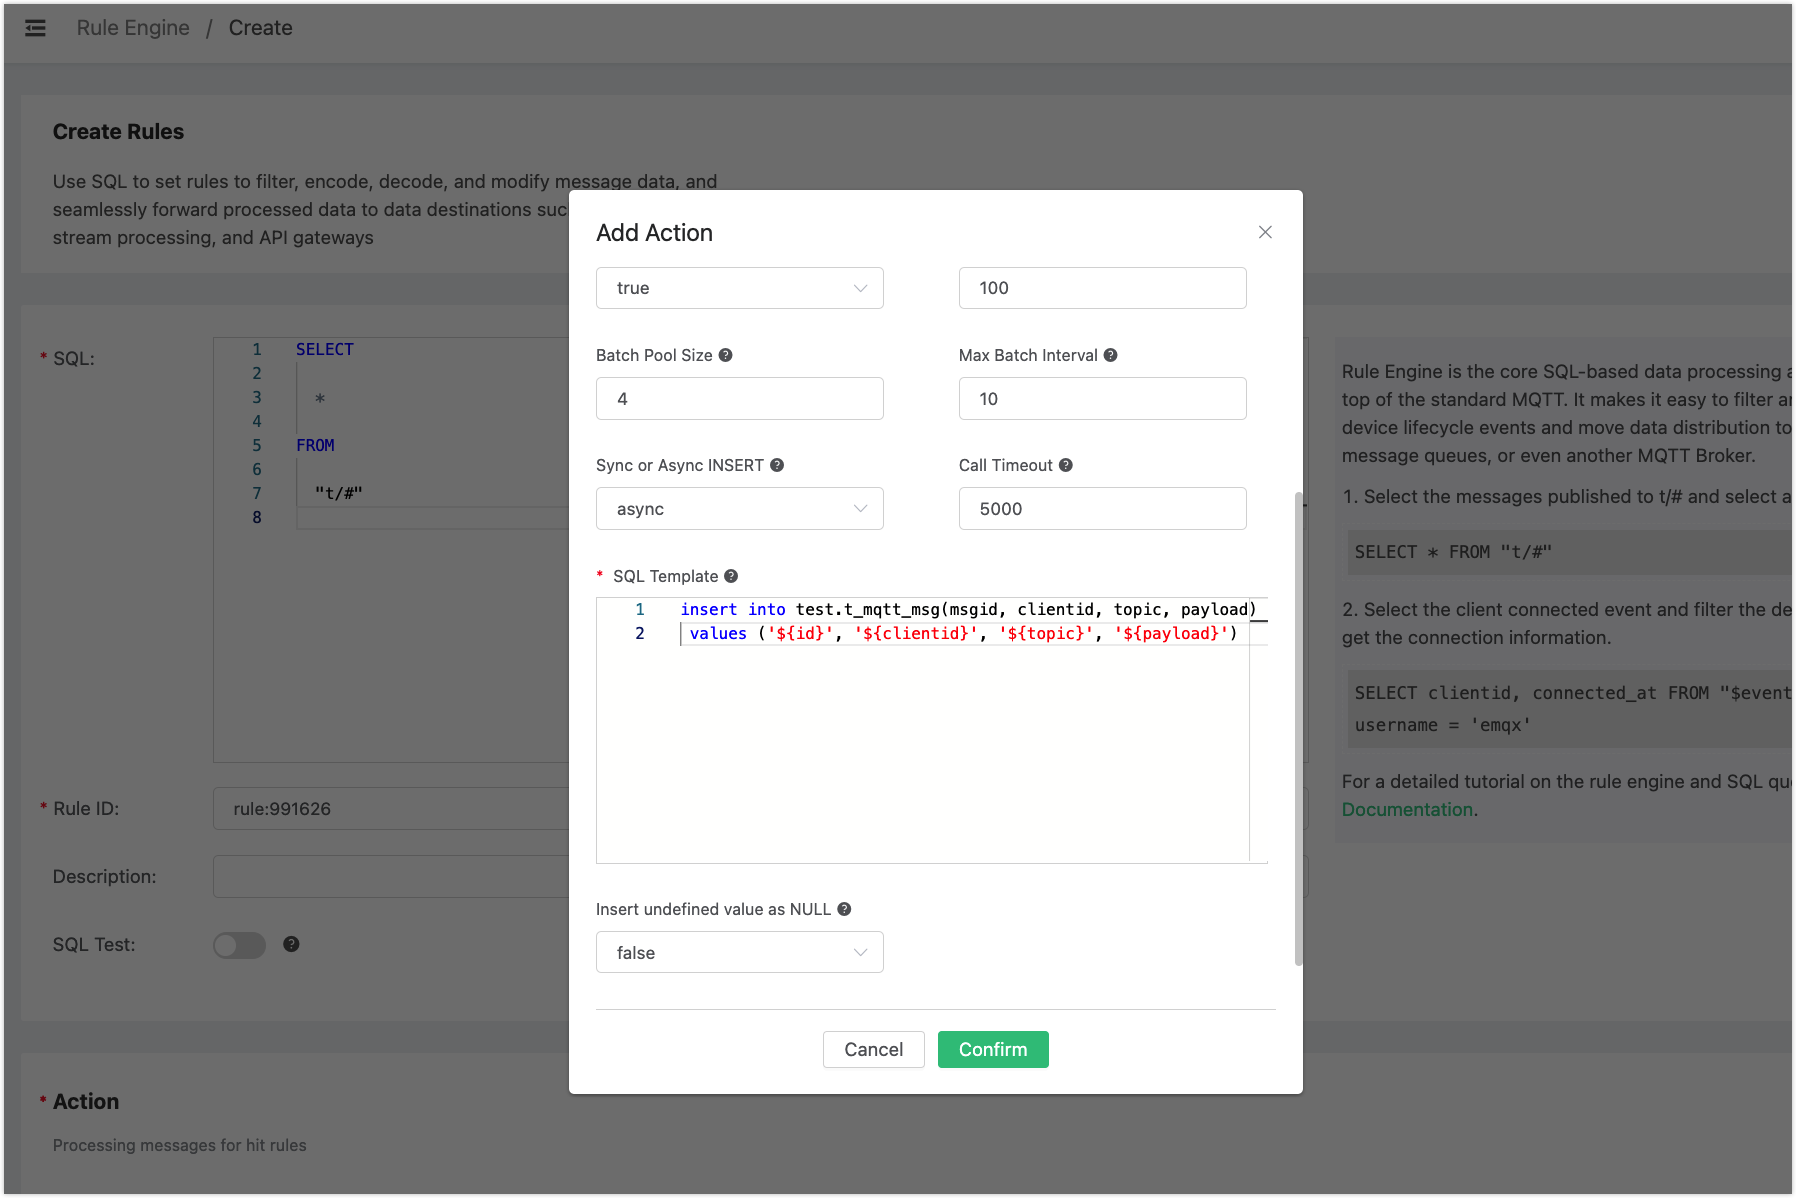 Rule Engine / Create
Create Rules
Use SQL to set rules to filter, encode, decode, and modify message data, and
seamlessly forward processed data to data destinations suc
stream processing, and API gateways
* SQL:
1 SELECT
2
3 *
4
5 FROM
6
7 "t/#"
8
* Rule ID:
rule:991626
Description:
SQL Test:
* Action
Processing messages for hit rules
Add Action
true
100
Batch Pool Size
Max Batch Interval
4
10
Sync or Async INSERT
Call Timeout
async
5000
* SQL Template
1 insert into test.t_mqtt_msg(msgid, clientid, topic, payload)
2 values ('${id}', '${clientid}', '${topic}', '${payload}')
Insert undefined value as NULL
false
Cancel
Confirm
Rule Engine is the core SQL-based data processing a
top of the standard MQTT. It makes it easy to filter a
device lifecycle events and move data distribution to
message queues, or even another MQTT Broker.
1. Select the messages published to t/# and select a
SELECT * FROM "t/#"
2. Select the client connected event and filter the de
get the connection information.
SELECT clientid, connected_at FROM "$event
username = 'emqx'
For a detailed tutorial on the rule engine and SQL qu
Documentation.